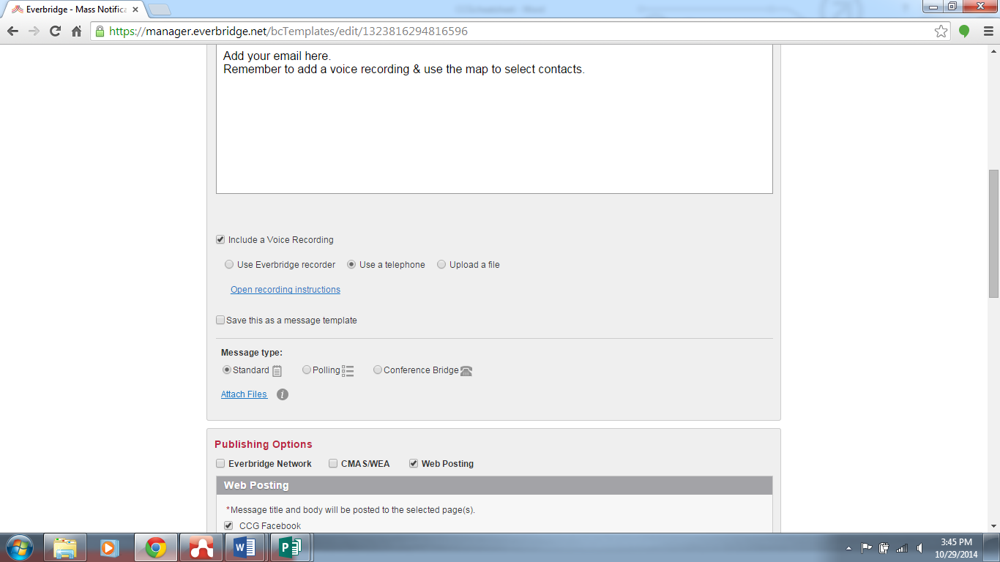 Everbridge - Mass Notifica
https://manager.everbridge.net/bcTemplates/edit/1323816294816596
Add your email here.
Remember to add a voice recording & use the map to select contacts.
Include a Voice Recording
Use Everbridge recorder Use a telephone Upload a file
Open recording instructions
Save this as a message template
Message type:
Standard Polling Conference Bridge
Attach Files
Publishing Options
Everbridge Network CMAS/WEA Web Posting
Web Posting
*Message title and body will be posted to the selected page(s).
CCG Facebook
3:45 PM
10/29/2014